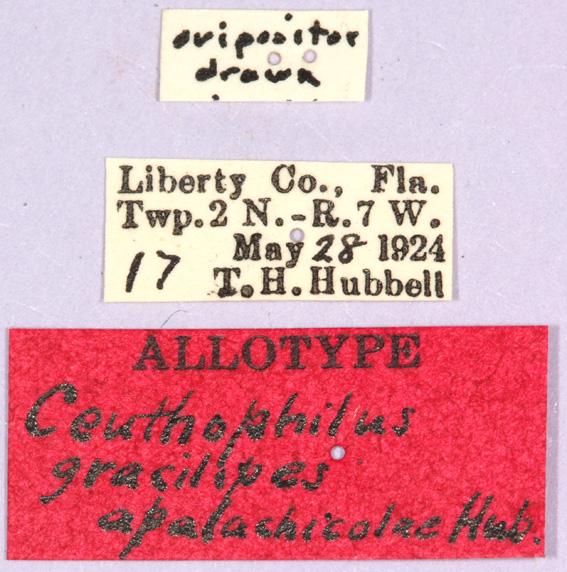 ovipositor
drawn
Liberty Co., Fla.
Twp. 2 N.-R. 7 W.
May 28 1924
17 T. H. Hubbell
ALLOTYPE
Ceuthophilus
gracilipes
apalachicolae Hub.